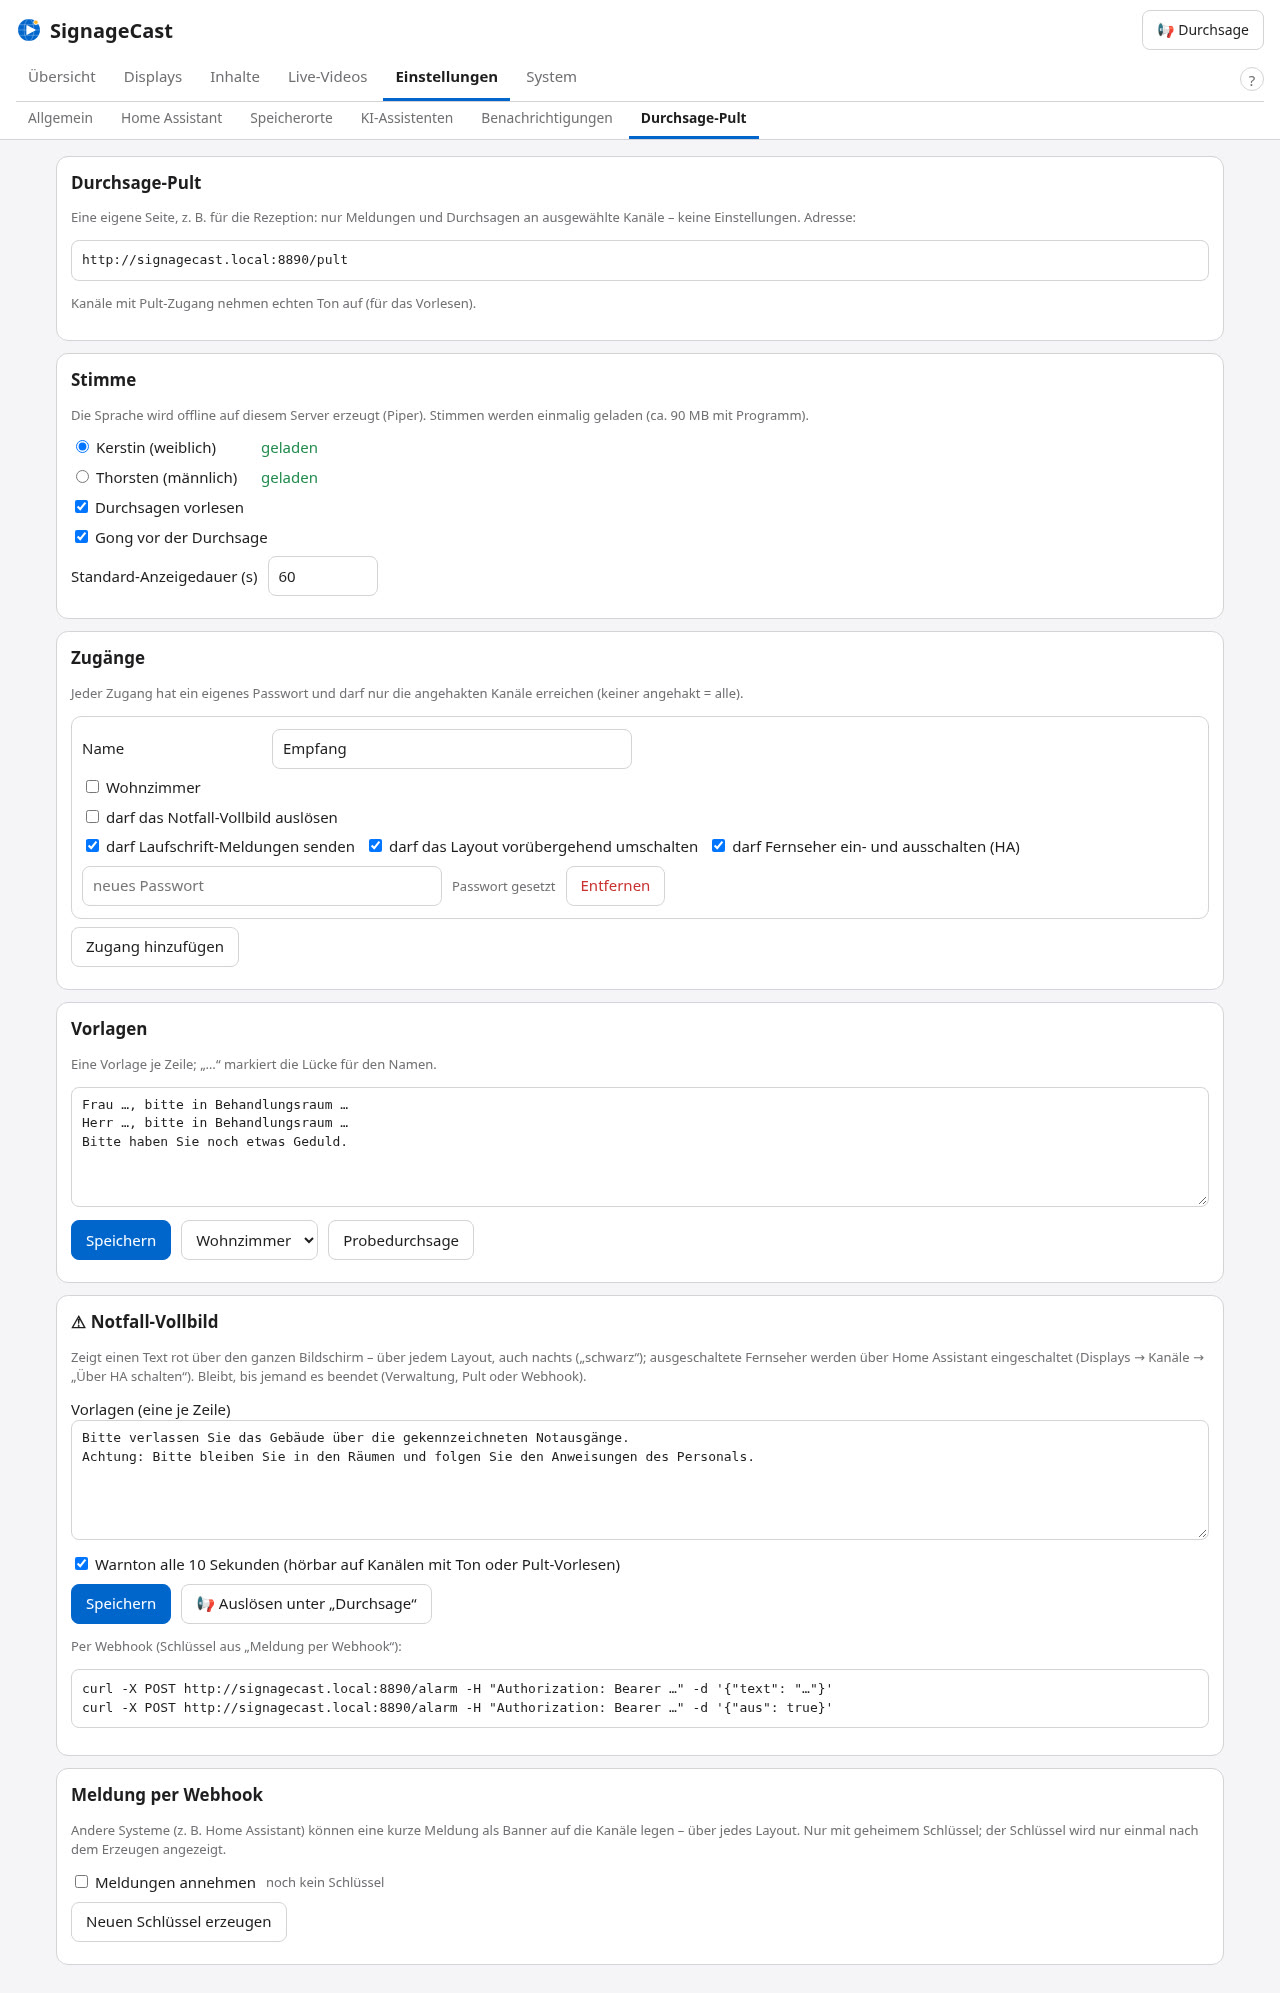 SignageCast
Durchsage
Übersicht Displays Inhalte Live-Videos Einstellungen System ?
Allgemein Home Assistant Speicherorte KI-Assistenten Benachrichtigungen Durchsage-Pult
Durchsage-Pult
Eine eigene Seite, z. B. für die Rezeption: nur Meldungen und Durchsagen an ausgewählte Kanäle – keine Einstellungen. Adresse:
http://signagecast.local:8890/pult
Kanäle mit Pult-Zugang nehmen echten Ton auf (für das Vorlesen).
Stimme
Die Sprache wird offline auf diesem Server erzeugt (Piper). Stimmen werden einmalig geladen (ca. 90 MB mit Programm).
Kerstin (weiblich) geladen
Thorsten (männlich) geladen
Durchsagen vorlesen
Gong vor der Durchsage
Standard-Anzeigedauer (s) 60
Zugänge
Jeder Zugang hat ein eigenes Passwort und darf nur die angehakten Kanäle erreichen (keiner angehakt = alle).
Name Empfang
Wohnzimmer
darf das Notfall-Vollbild auslösen
darf Laufschrift-Meldungen senden darf das Layout vorübergehend umschalten darf Fernseher ein- und ausschalten (HA)
neues Passwort Passwort gesetzt Entfernen
Zugang hinzufügen
Vorlagen
Eine Vorlage je Zeile; „…“ markiert die Lücke für den Namen.
Frau …, bitte in Behandlungsraum …
Herr …, bitte in Behandlungsraum …
Bitte haben Sie noch etwas Geduld.
Speichern Wohnzimmer Probedurchsage
⚠ Notfall-Vollbild
Zeigt einen Text rot über den ganzen Bildschirm – über jedem Layout, auch nachts („schwarz“); ausgeschaltete Fernseher werden über Home Assistant eingeschaltet (Displays → Kanäle →
„Über HA schalten“). Bleibt, bis jemand es beendet (Verwaltung, Pult oder Webhook).
Vorlagen (eine je Zeile)
Bitte verlassen Sie das Gebäude über die gekennzeichneten Notausgänge.
Achtung: Bitte bleiben Sie in den Räumen und folgen Sie den Anweisungen des Personals.
Warnton alle 10 Sekunden (hörbar auf Kanälen mit Ton oder Pult-Vorlesen)
Speichern Auslösen unter „Durchsage“
Per Webhook (Schlüssel aus „Meldung per Webhook“):
curl -X POST http://signagecast.local:8890/alarm -H "Authorization: Bearer …" -d '{"text": "…"}'
curl -X POST http://signagecast.local:8890/alarm -H "Authorization: Bearer …" -d '{"aus": true}'
Meldung per Webhook
Andere Systeme (z. B. Home Assistant) können eine kurze Meldung als Banner auf die Kanäle legen – über jedes Layout. Nur mit geheimem Schlüssel; der Schlüssel wird nur einmal nach
dem Erzeugen angezeigt.
Meldungen annehmen noch kein Schlüssel
Neuen Schlüssel erzeugen